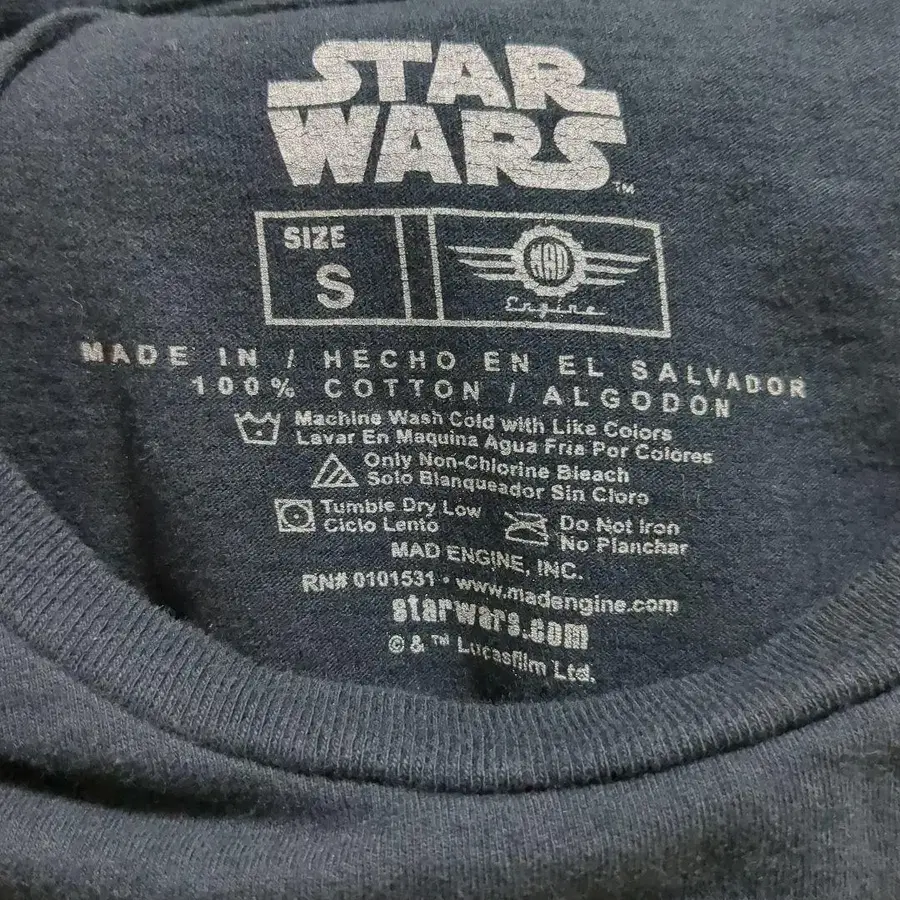 STAR
WARS™
SIZE
S
MAD
Engine
MADE IN / HECHO EN EL SALVADOR
100% COTTON / ALGODON
Machine Wash Cold with Like Colors
Lavar En Maquina Agua Fria Por Colores
Only Non-Chlorine Bleach
Solo Blanqueador Sin Cloro
Tumble Dry Low
Ciclo Lento
Do Not Iron
No Planchar
MAD ENGINE, INC.
RN# 0101531 • www.madengine.com
starwars.com
© & ™ Lucasfilm Ltd.